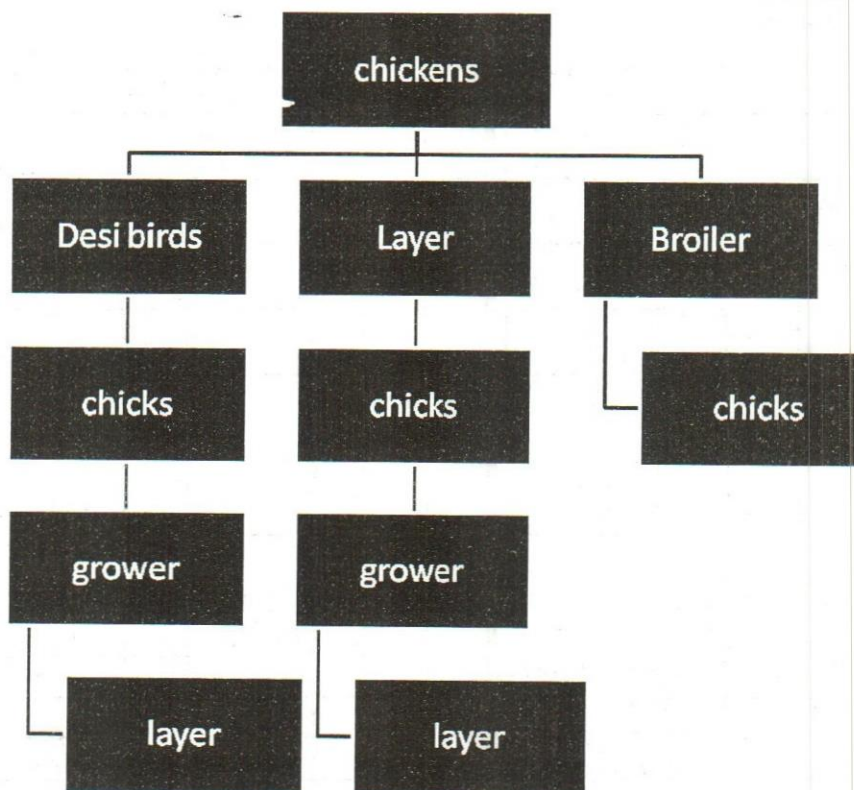 chickens
Desi birds
Layer
Broiler
chicks
chicks
chicks
grower
grower
layer
layer